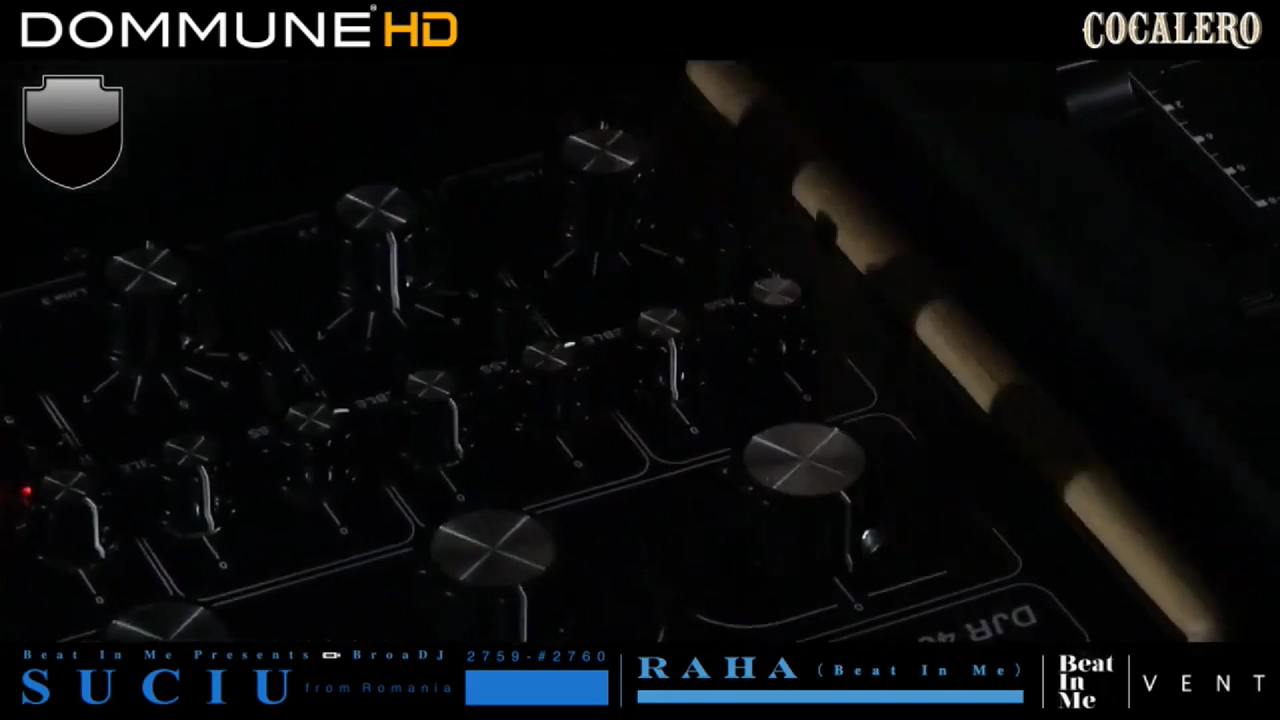 DOMMUNE® HD
COCALERO
DJR 40
Beat In Me Presents BroaDJ
2759-#2760
SUCIU from Romania
RAHA (Beat In Me)
Beat
In
Me
VENT